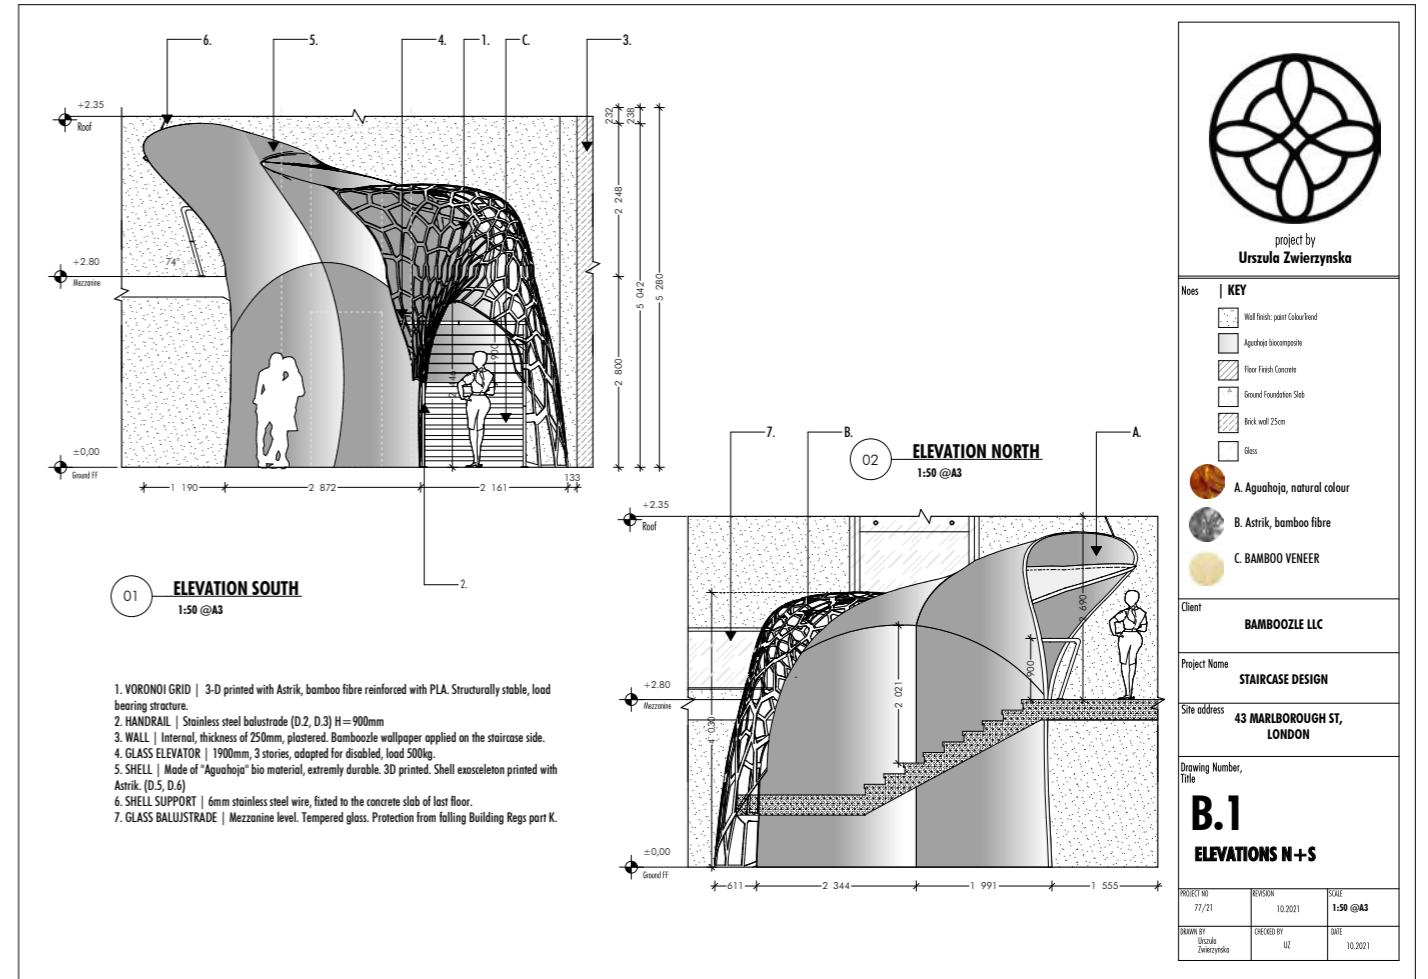 6.
5.
4.
1.
C.
3.
+2.35
Roof
232
238
2 248
74°
+2.80
Mezzanine
5 042
5 280
900
2 800
±0,00
Ground FF
1 190
2 872
2 161
133
2.
01
ELEVATION SOUTH
1:50 @A3
7.
B.
02
ELEVATION NORTH
1:50 @A3
A.
+2.35
Roof
2 690
900
+2.80
Mezzanine
2 021
4 030
±0,00
Ground FF
611
2 344
1 991
1 555
1. VORONOI GRID | 3-D printed with Astrik, bamboo fibre reinforced with PLA. Structurally stable, load
bearing stracture.
2. HANDRAIL | Stainless steel balustrade (D.2, D.3) H=900mm
3. WALL | Internal, thickness of 250mm, plastered. Bamboozle wallpaper applied on the staircase side.
4. GLASS ELEVATOR | 1900mm, 3 stories, adapted for disabled, load 500kg.
5. SHELL | Made of "Aguahoja" bio material, extremly durable. 3D printed. Shell exosceleton printed with
Astrik. (D.5, D.6)
6. SHELL SUPPORT | 6mm stainless steel wire, fixted to the concrete slab of last floor.
7. GLASS BALUJSTRADE | Mezzanine level. Tempered glass. Protection from falling Building Regs part K.
project by
Urszula Zwierzynska
Noes | KEY
Wall finish: paint ColourTrend
Aguahoja biocomposite
Floor Finish Concrete
Ground Foundation Slab
Brick wall 25cm
Glass
A. Aguahoja, natural colour
B. Astrik, bamboo fibre
C. BAMBOO VENEER
Client
BAMBOOZLE LLC
Project Name
STAIRCASE DESIGN
Site address
43 MARLBOROUGH ST,
LONDON
Drawing Number,
Title
B.1
ELEVATIONS N+S
PROJECT NO
77/21
REVISION
10.2021
SCALE
1:50 @A3
DRAWN BY
Urszula
Zwierzynska
CHECKED BY
UZ
DATE
10.2021